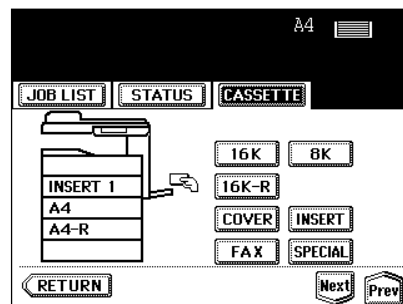 A4
JOB LIST STATUS CASSETTE
16K 8K
INSERT 1 16K-R
A4 COVER INSERT
A4-R
FAX SPECIAL
RETURN Next Prev